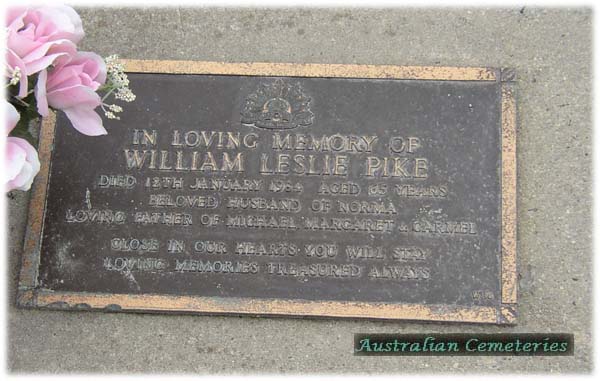 IN LOVING MEMORY OF
WILLIAM LESLIE PIKE
DIED 13TH JANUARY 1984 AGED 65 YEARS
BELOVED HUSBAND OF NORMA
LOVING FATHER OF MICHAEL MARGARET & CARMEL
CLOSE IN OUR HEARTS YOU WILL STAY
LOVING MEMORIES TREASURED ALWAYS
Australian Cemeteries